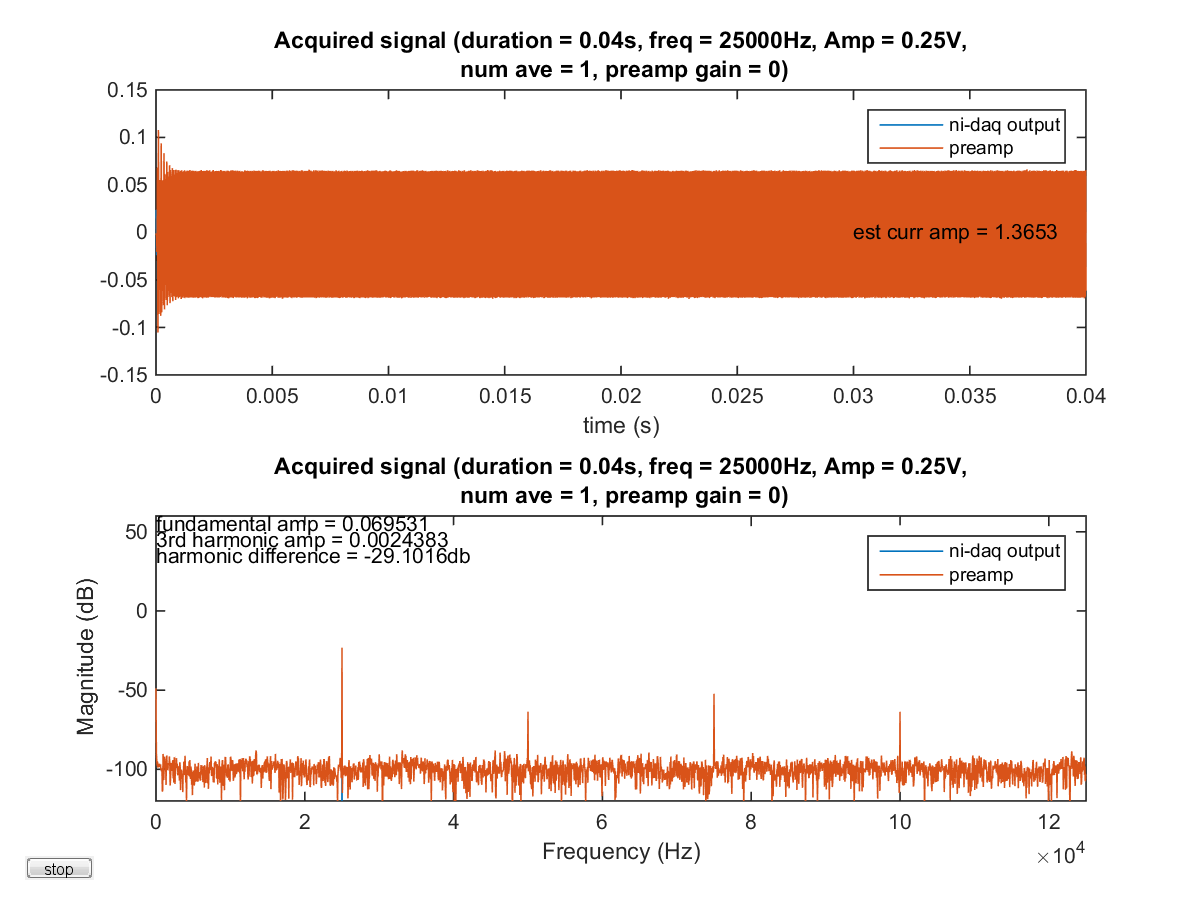 Acquired signal (duration = 0.04s, freq = 25000Hz, Amp = 0.25V,
num ave = 1, preamp gain = 0)
0.15
0.1
0.05
0
-0.05
-0.1
-0.15
ni-daq output
preamp
est curr amp = 1.3653
0 0.005 0.01 0.015 0.02 0.025 0.03 0.035 0.04
time (s)
Acquired signal (duration = 0.04s, freq = 25000Hz, Amp = 0.25V,
num ave = 1, preamp gain = 0)
fundamental amp = 0.069531
3rd harmonic amp = 0.0024383
harmonic difference = -29.1016db
ni-daq output
preamp
Magnitude (dB)
50
0
-50
-100
0 2 4 6 8 10 12
Frequency (Hz)
×10⁴
stop